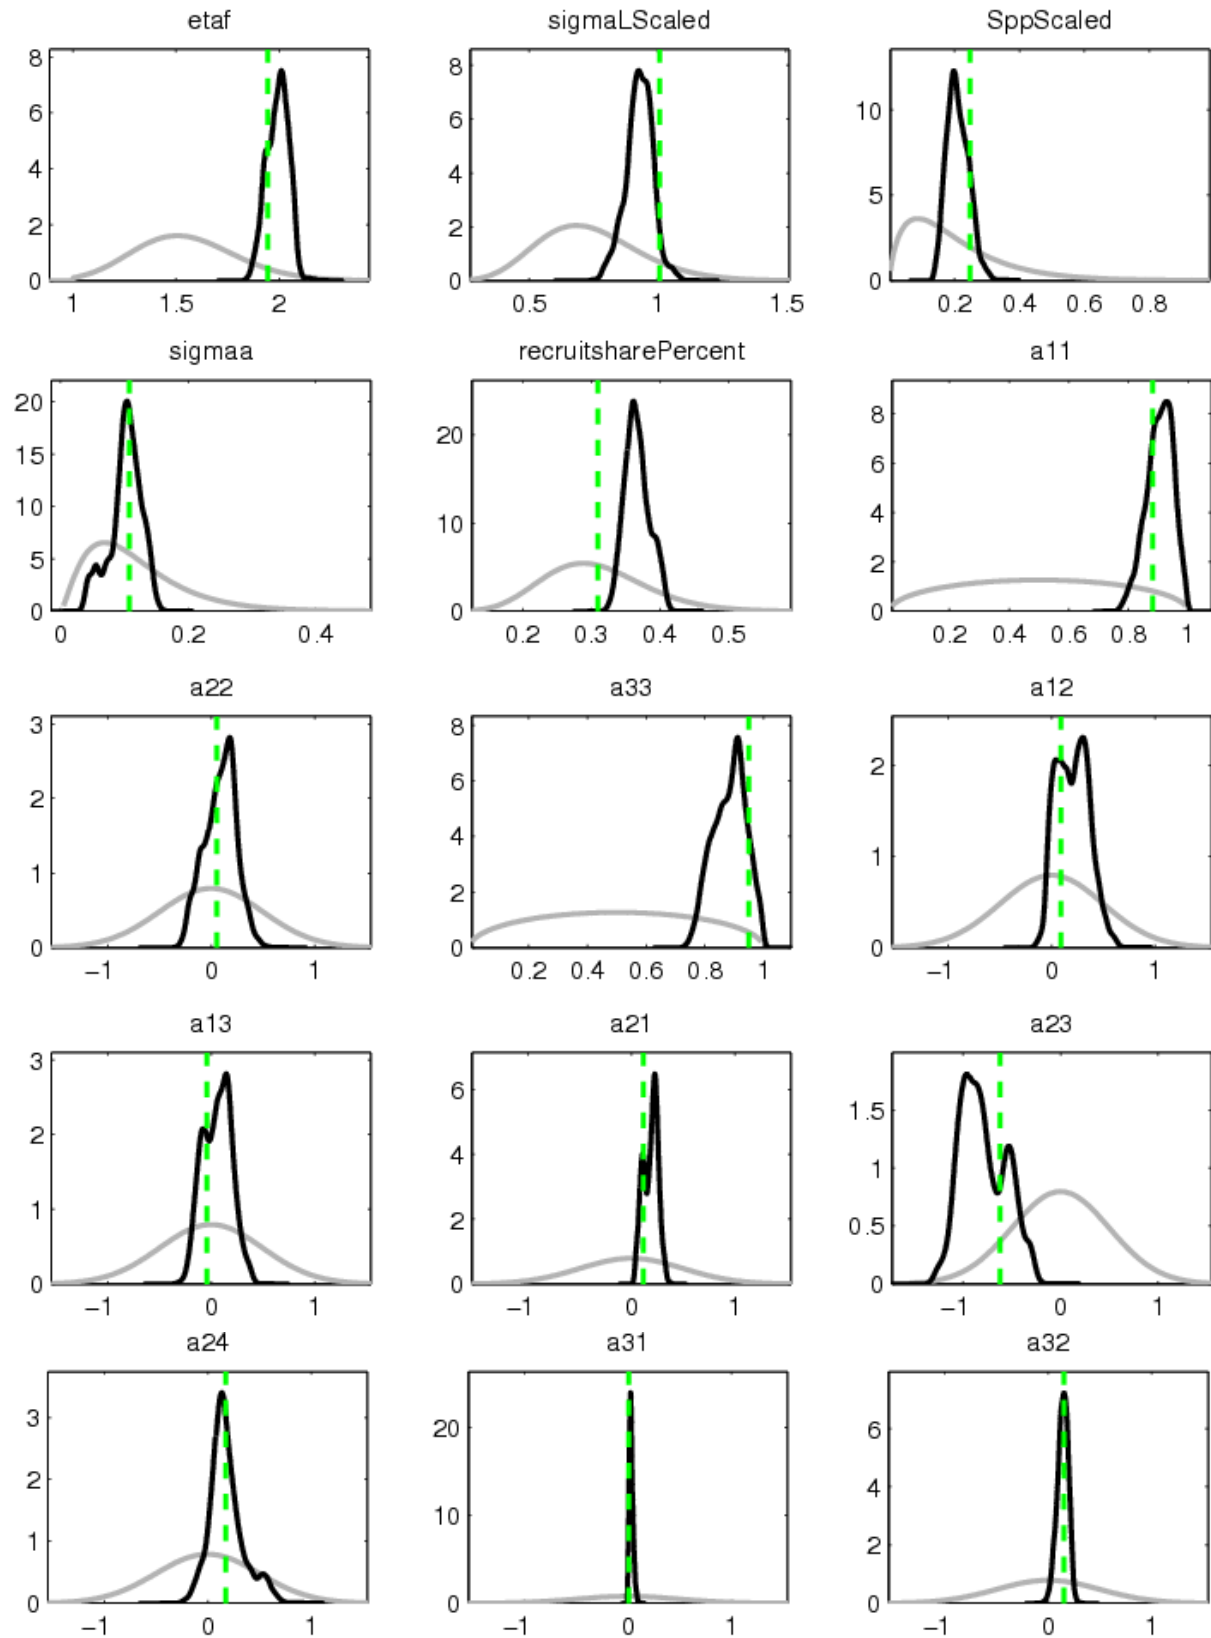 etaf sigmaLScaled SppScaled
8 6 4 2 0 8 6 4 2 0 10 5 0
1 1.5 2 0.5 1 1.5 0.2 0.4 0.6 0.8
sigmaa recruitsharePercent a11
20 15 10 5 0 20 10 0 8 6 4 2 0
0 0.2 0.4 0.2 0.3 0.4 0.5 0.2 0.4 0.6 0.8 1
a22 a33 a12
3 2 1 0 8 6 4 2 0 2 1 0
−1 0 1 0.2 0.4 0.6 0.8 1 −1 0 1
a13 a21 a23
3 2 1 0 6 4 2 0 1.5 1 0.5 0
−1 0 1 −1 0 1 −1 0 1
a24 a31 a32
3 2 1 0 20 10 0 6 4 2 0
−1 0 1 −1 0 1 −1 0 1